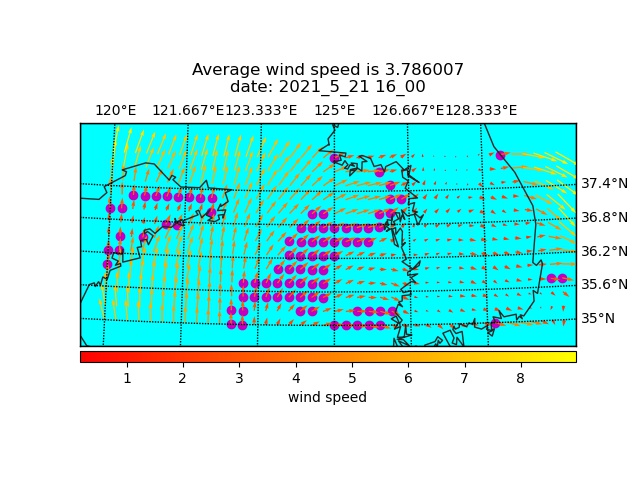 Average wind speed is 3.786007
date: 2021_5_21 16_00
120°E 121.667°E 123.333°E 125°E 126.667°E 128.333°E
37.4°N
36.8°N
36.2°N
35.6°N
35°N
1 2 3 4 5 6 7 8
wind speed